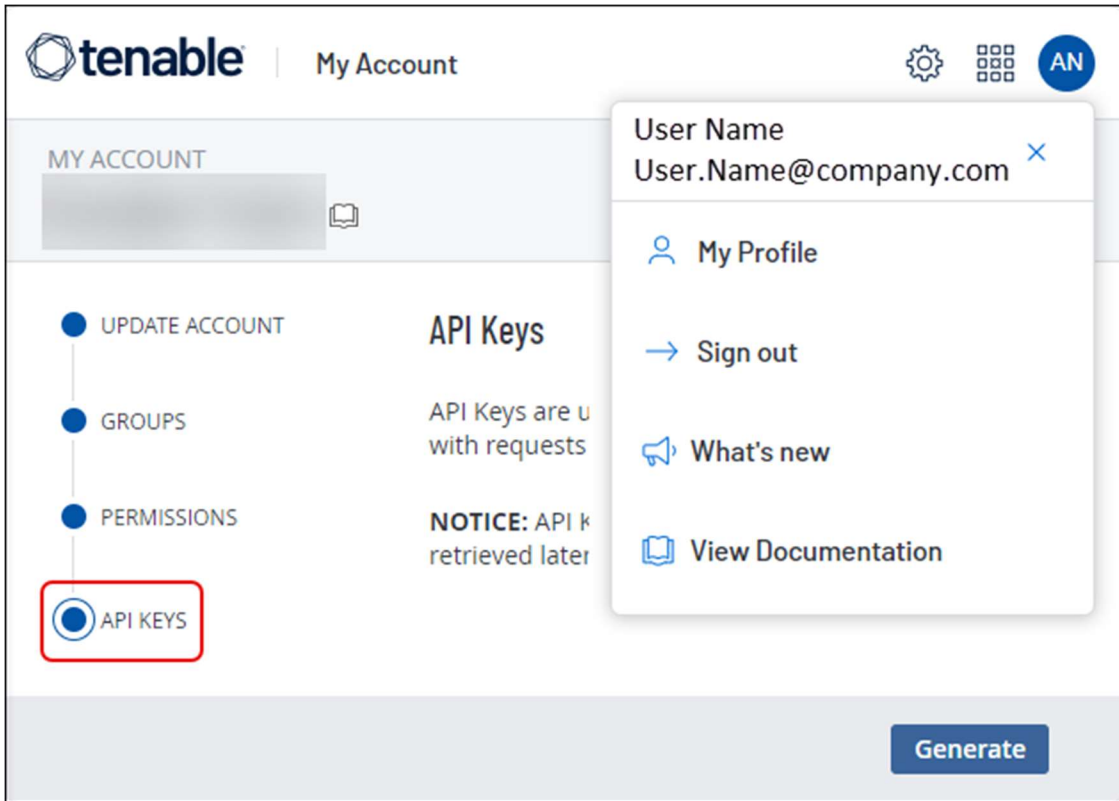 tenable
My Account
AN
MY ACCOUNT
User Name
User.Name@company.com
My Profile
Sign out
What's new
View Documentation
UPDATE ACCOUNT
GROUPS
PERMISSIONS
API KEYS
API Keys
API Keys are u
with requests
NOTICE: API K
retrieved later
Generate